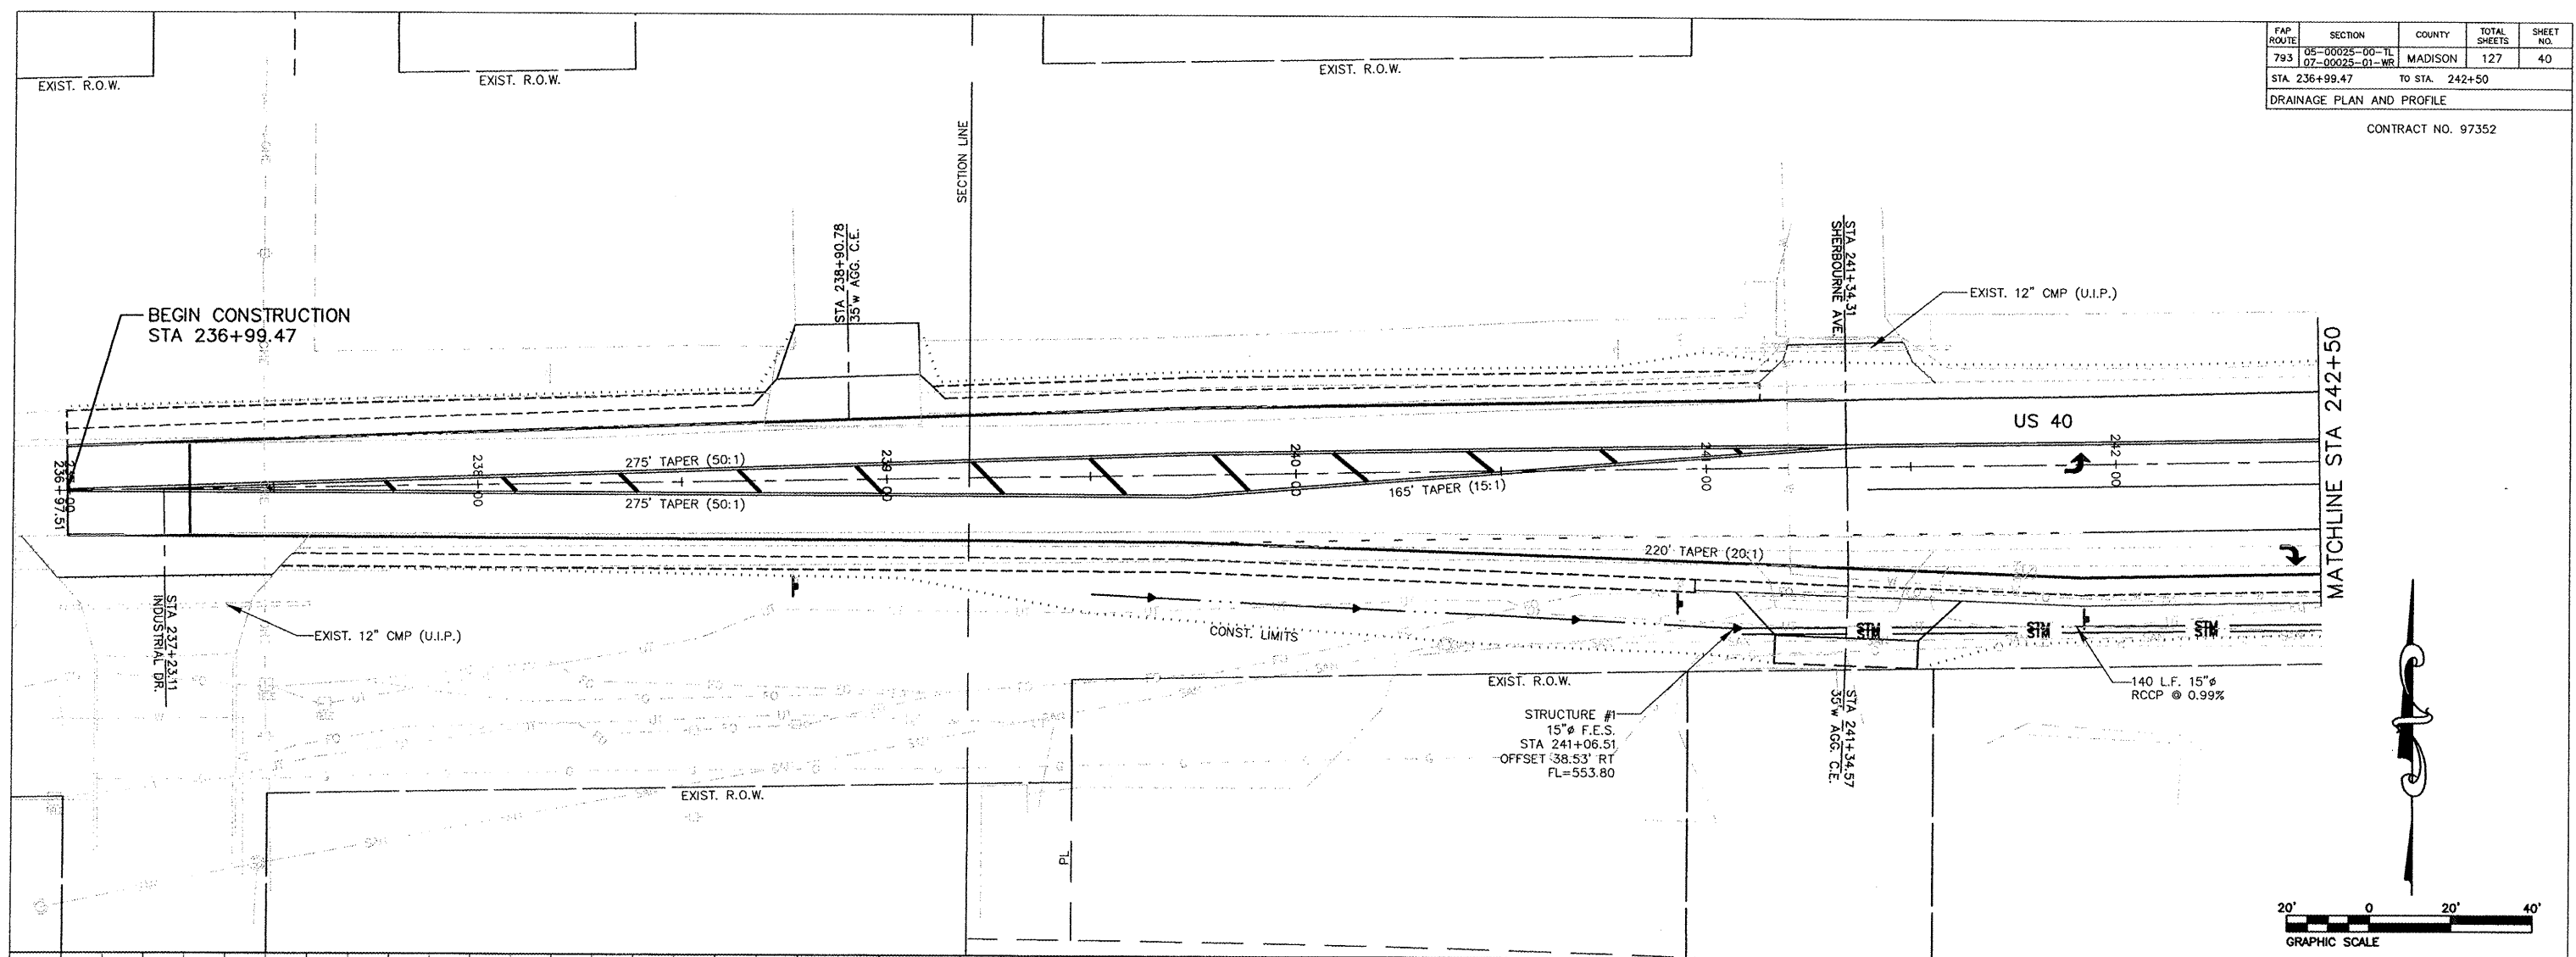 FAP ROUTE SECTION COUNTY TOTAL SHEETS SHEET NO.
793 05-00025-00-TL 07-00025-01-WR MADISON 127 40
STA. 236+99.47 TO STA. 242+50
DRAINAGE PLAN AND PROFILE
CONTRACT NO. 97352
EXIST. R.O.W.
EXIST. R.O.W.
EXIST. R.O.W.
SECTION LINE
STA 238+90.78
35'w AGG. C.E.
STA 241+34.31
SHERBOURNE AVE.
EXIST. 12" CMP (U.I.P.)
BEGIN CONSTRUCTION
STA 236+99.47
MATCHLINE STA 242+50
US 40
236+97.51
238+00
239+00
240+00
241+00
242+00
275' TAPER (50:1)
275' TAPER (50:1)
165' TAPER (15:1)
220' TAPER (20:1)
STA 237+23.11
INDUSTRIAL DR.
EXIST. 12" CMP (U.I.P.)
CONST. LIMITS
STM
STM
STM
STM
STM
STM
EXIST. R.O.W.
STRUCTURE #1
15"ø F.E.S.
STA 241+06.51
OFFSET 38.53' RT
FL=553.80
STA 241+34.57
35'w AGG. C.E.
140 L.F. 15"ø
RCCP @ 0.99%
EXIST. R.O.W.
PL
20' 0 20' 40'
GRAPHIC SCALE